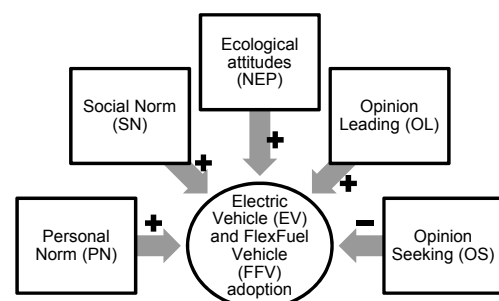 Ecological
attitudes
(NEP)
Social Norm
(SN)
Opinion
Leading (OL)
+
+
+
Personal
Norm (PN)
+
Electric
Vehicle (EV)
and FlexFuel
Vehicle
(FFV)
adoption
−
Opinion
Seeking (OS)